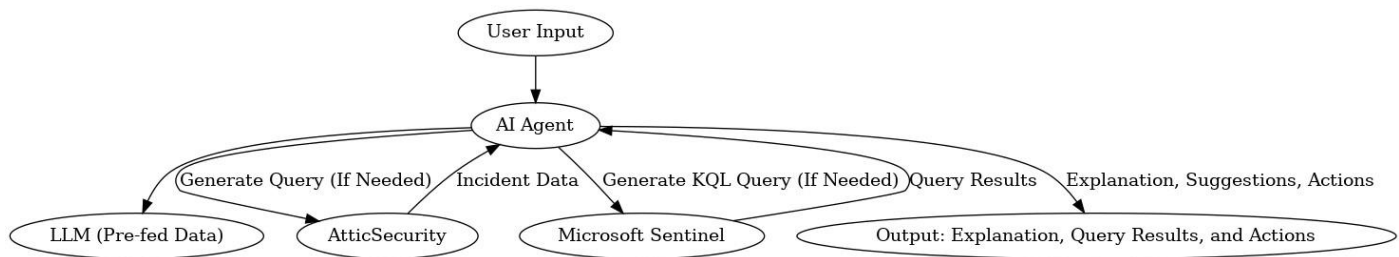 User Input
AI Agent
Generate Query (If Needed)
Incident Data
Generate KQL Query (If Needed)
Query Results
Explanation, Suggestions, Actions
LLM (Pre-fed Data)
AtticSecurity
Microsoft Sentinel
Output: Explanation, Query Results, and Actions